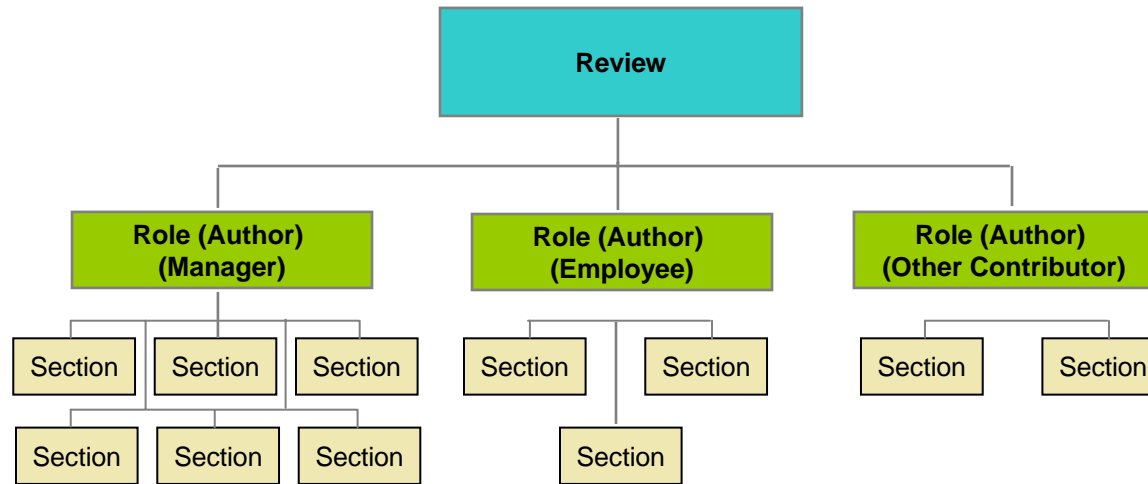 Review
Role (Author)
(Manager)
Role (Author)
(Employee)
Role (Author)
(Other Contributor)
Section
Section
Section
Section
Section
Section
Section
Section
Section
Section
Section